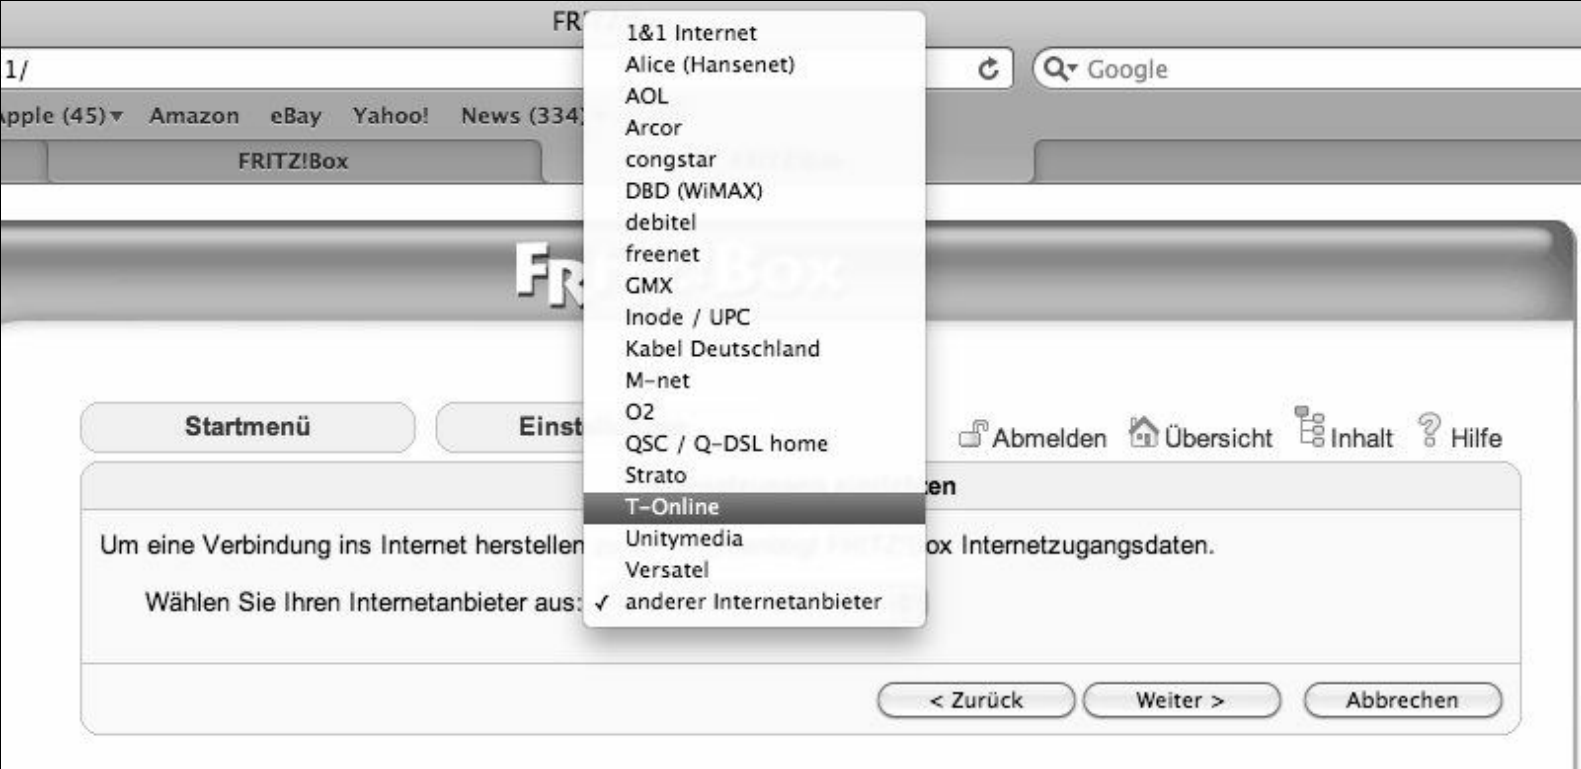 FR
1&1 Internet
Alice (Hansenet)
AOL
Arcor
congstar
DBD (WiMAX)
debitel
freenet
GMX
Inode / UPC
Kabel Deutschland
M-net
O2
QSC / Q-DSL home
Strato
T-Online
Unitymedia
Versatel
✓ anderer Internetanbieter
1/
Google
Apple (45) Amazon eBay Yahoo! News (334)
FRITZ!Box
FRITZ!Box
Startmenü Einst
Abmelden Übersicht Inhalt Hilfe
en
Um eine Verbindung ins Internet herstellen ox Internetzugangsdaten.
Wählen Sie Ihren Internetanbieter aus:
< Zurück Weiter > Abbrechen